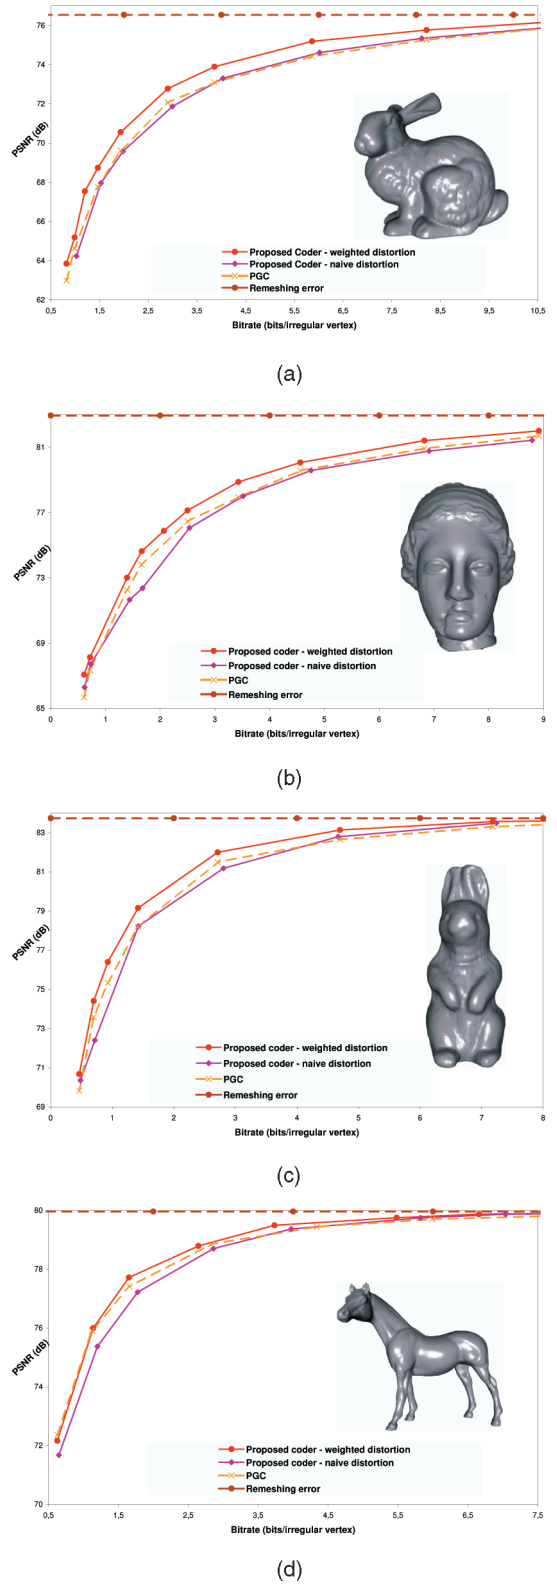 76
74
72
70
68
66
64
62
PSNR (dB)
Proposed Coder - weighted distortion
Proposed Coder - naive distortion
PGC
Remeshing error
0,5 1,5 2,5 3,5 4,5 5,5 6,5 7,5 8,5 9,5 10,5
Bitrate (bits/irregular vertex)
(a)
81
77
73
69
65
PSNR (dB)
Proposed coder - weighted distortion
Proposed coder - naive distortion
PGC
Remeshing error
0 1 2 3 4 5 6 7 8 9
Bitrate (bits/irregular vertex)
(b)
83
81
79
77
75
73
71
69
PSNR (dB)
Proposed coder - weighted distortion
Proposed coder - naive distortion
PGC
Remeshing error
0 1 2 3 4 5 6 7 8
Bitrate (bits/irregular vertex)
(c)
80
78
76
74
72
70
PSNR (dB)
Proposed coder - weighted distortion
Proposed coder - naive distortion
PGC
Remeshing error
0,5 1,5 2,5 3,5 4,5 5,5 6,5 7,5
Bitrate (bits/irregular vertex)
(d)